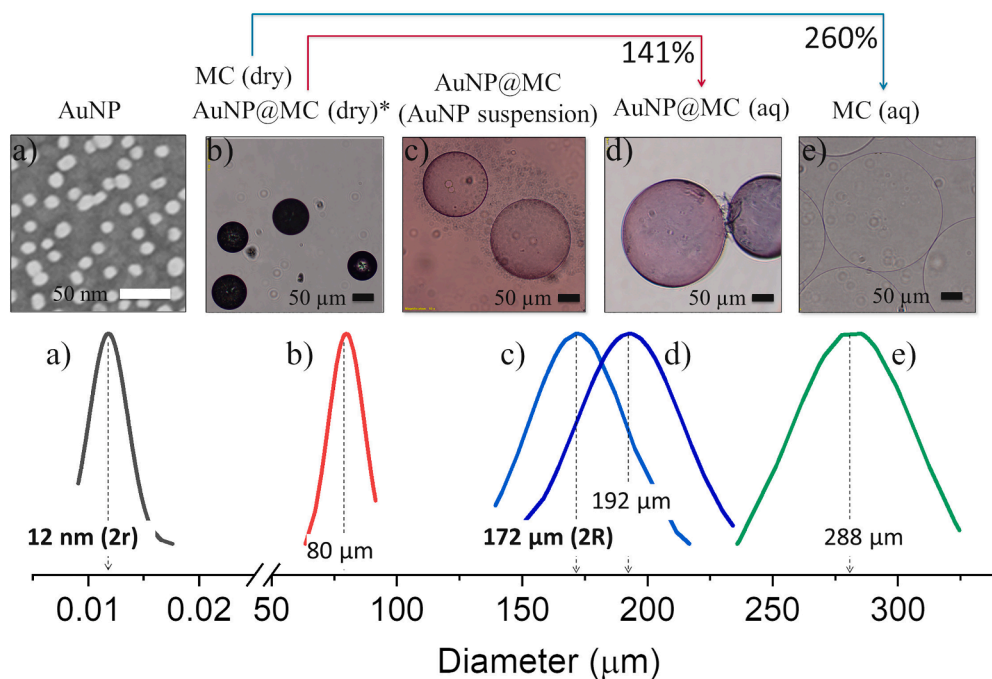 141%
260%
MC (dry)
AuNP
AuNP@MC (dry)*
AuNP@MC
(AuNP suspension)
AuNP@MC (aq)
MC (aq)
a)
b)
c)
d)
e)
50 nm
50 µm
50 µm
50 µm
50 µm
a)
b)
c)
d)
e)
12 nm (2r)
80 µm
172 µm (2R)
192 µm
288 µm
0.01
0.02
50
100
150
200
250
300
Diameter (µm)